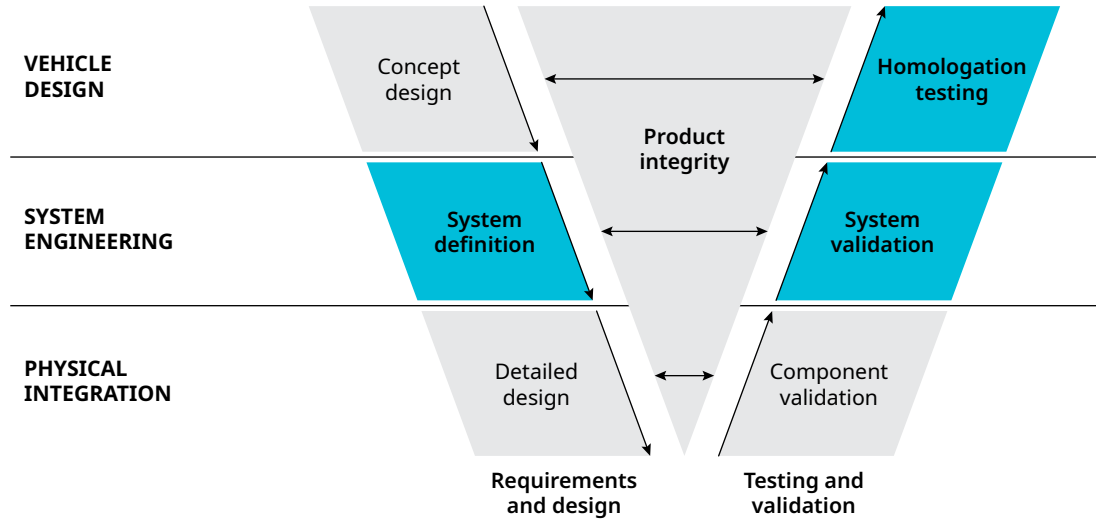 VEHICLE
DESIGN
Concept
design
Product
integrity
Homologation
testing
SYSTEM
ENGINEERING
System
definition
System
validation
PHYSICAL
INTEGRATION
Detailed
design
Component
validation
Requirements
and design
Testing and
validation